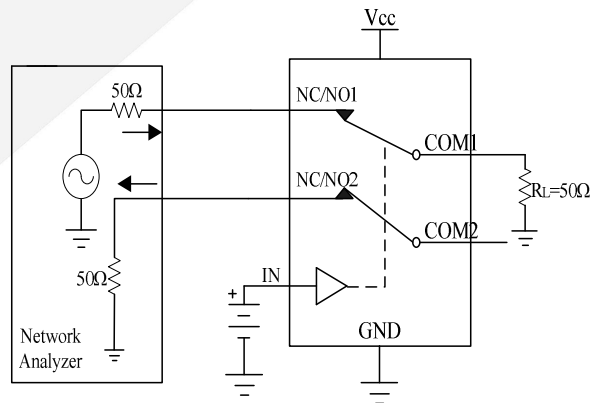 Vcc
50Ω
NC/NO1
COM1
NC/NO2
RL=50Ω
COM2
50Ω
IN
+
GND
Network
Analyzer